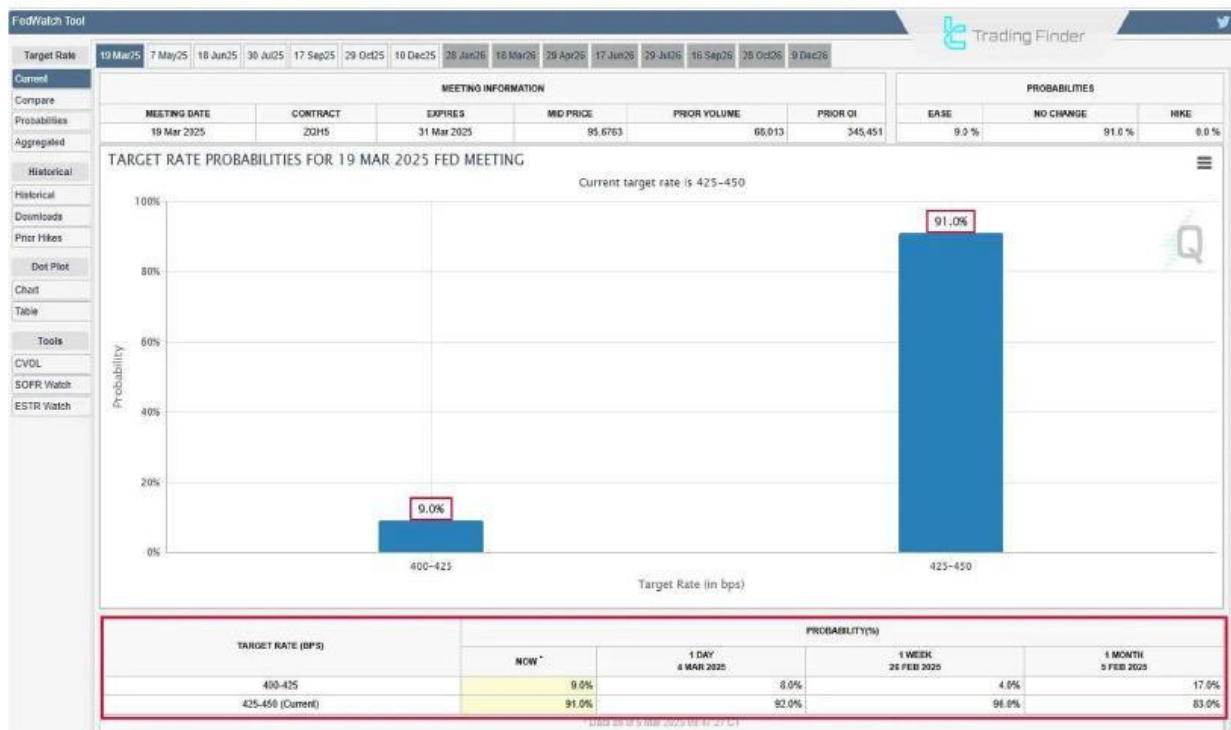 FedWatch Tool
Trading Finder
Target Rate
19 Mar25 7 May25 18 Jun25 30 Jul25 17 Sep25 29 Oct25 10 Dec25 28 Jan26 18 Mar26 29 Apr26 17 Jun26 29 Jul26 16 Sep26 28 Oct26 9 Dec26
Current
Compare
Probabilities
Aggregated
Historical
Historical
Downloads
Prior Hikes
Dot Plot
Chart
Table
Tools
CVOL
SOFR Watch
ESTR Watch
MEETING INFORMATION
MEETING DATE CONTRACT EXPIRES MID PRICE PRIOR VOLUME PRIOR OI
19 Mar 2025 ZQH5 31 Mar 2025 95.6763 345,451
PROBABILITIES
EASE NO CHANGE HIKE
9.0 % 91.0 % 0.0 %
TARGET RATE PROBABILITIES FOR 19 MAR 2025 FED MEETING
Current target rate is 425-450
100%
80%
60%
40%
20%
0%
Probability
9.0%
91.0%
Q
400-425 425-450
Target Rate (in bps)
TARGET RATE (BPS) PROBABILITY(%)
NOW * 1 DAY 1 WEEK 1 MONTH
4 MAR 2025 26 FEB 2025 5 FEB 2025
400-425 9.0% 8.0% 4.0% 17.0%
425-450 (Current) 91.0% 92.0% 96.0% 83.0%
* Data as of 5 Mar 2025